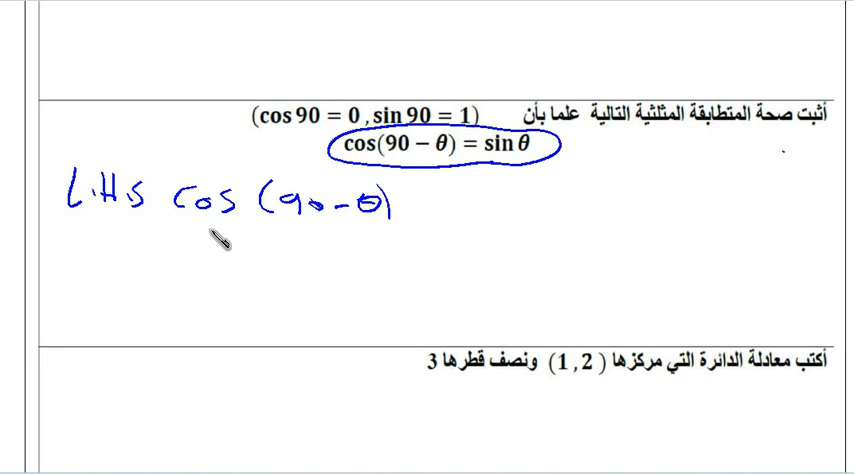 أثبت صحة المتطابقة المثلثية التالية علما بأن (cos 90 = 0 , sin 90 = 1)
cos(90 − θ) = sin θ
L.H.S cos (90 - θ)
أكتب معادلة الدائرة التي مركزها (1 , 2) ونصف قطرها 3